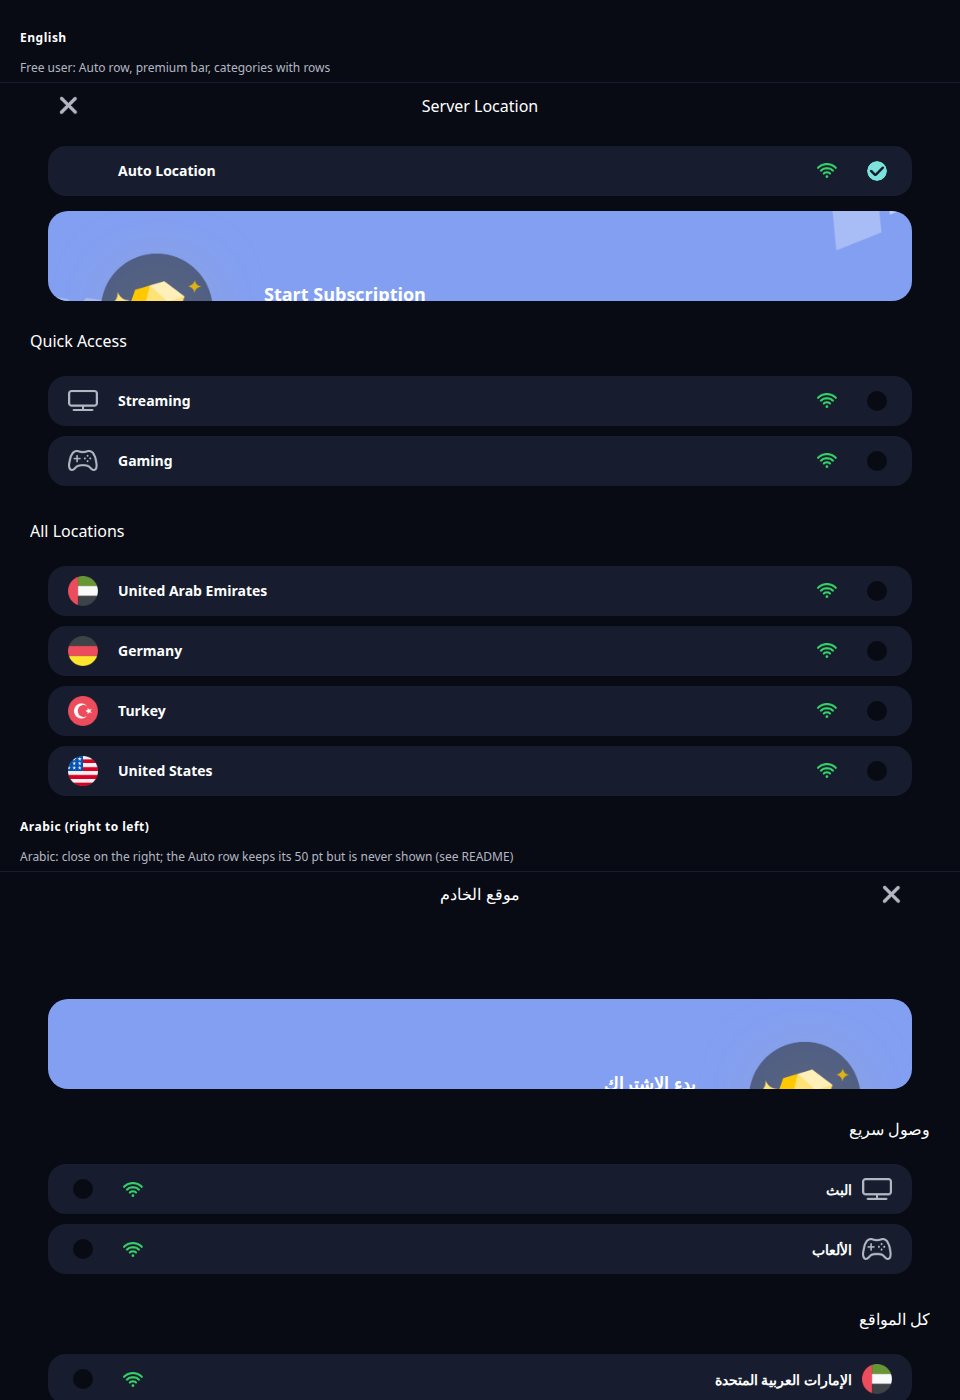 English
Free user: Auto row, premium bar, categories with rows
Server Location
Auto Location
Start Subscription
Quick Access
Streaming
Gaming
All Locations
United Arab Emirates
Germany
Turkey
United States
Arabic (right to left)
Arabic: close on the right; the Auto row keeps its 50 pt but is never shown (see README)
موقع الخادم
بدء الاشتراك
وصول سريع
البث
الألعاب
كل المواقع
الإمارات العربية المتحدة